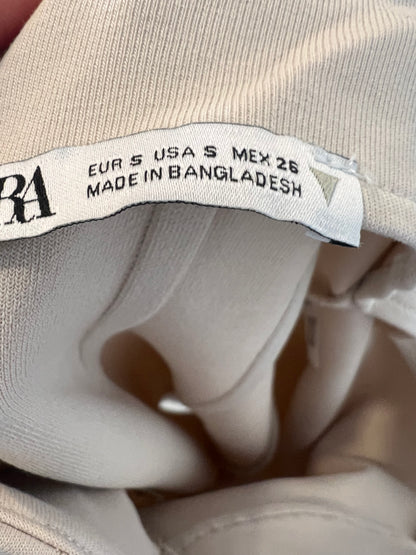 RA
EUR S USA S MEX 26
MADE IN BANGLADESH